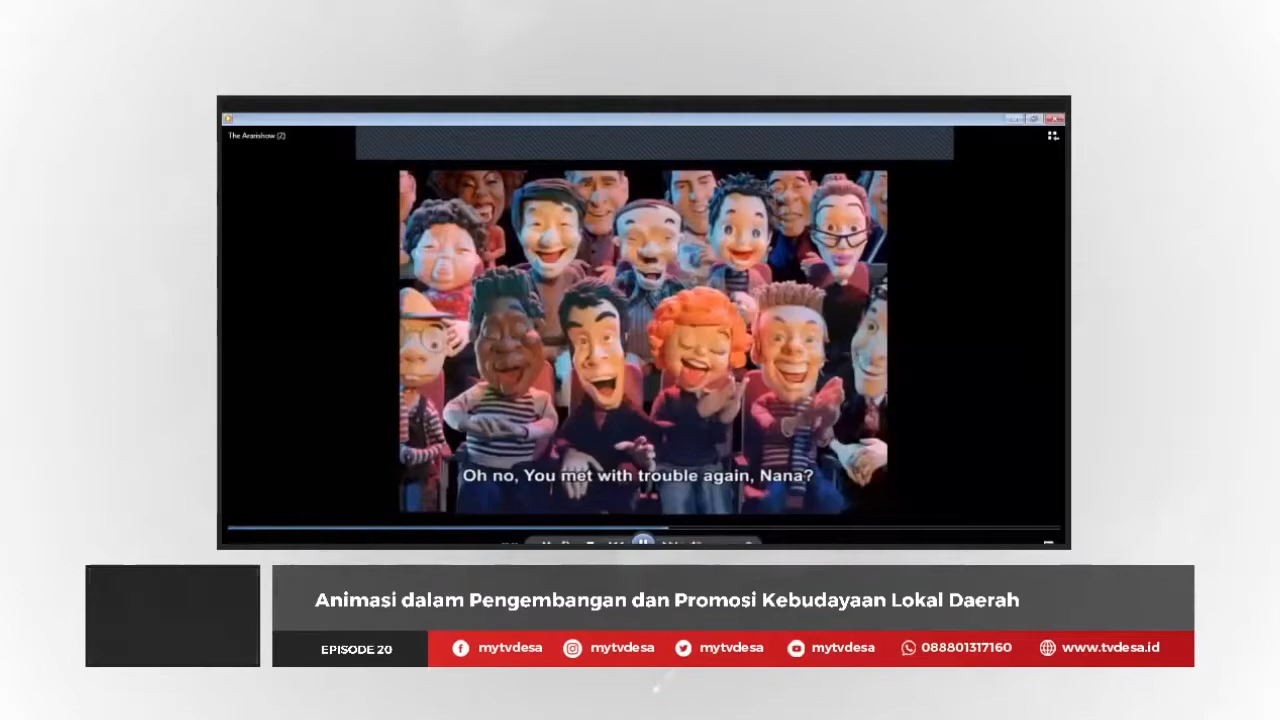 The Ararishow (2)
Oh no, You met with trouble again, Nana?
Animasi dalam Pengembangan dan Promosi Kebudayaan Lokal Daerah
EPISODE 20
mytvdesa
mytvdesa
mytvdesa
mytvdesa
088801317160
www.tvdesa.id